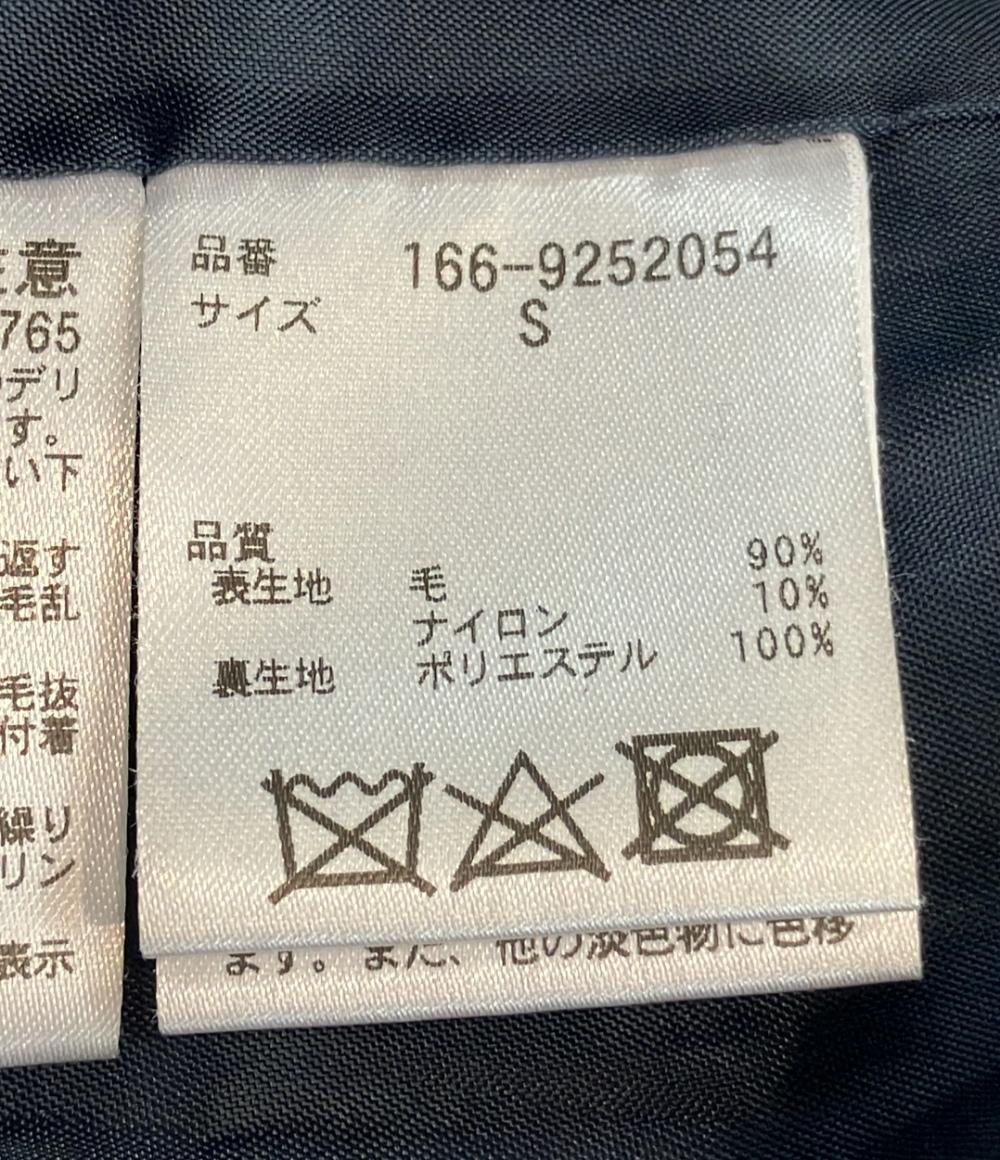 意
765
デリ
す。
い下
返す
毛乱
毛抜
付着
繰り
リン
表示
品番 166-9252054
サイズ S
品質
表生地 毛 90%
ナイロン 10%
裏生地 ポリエステル 100%
ます。また、他の淡色物に色移